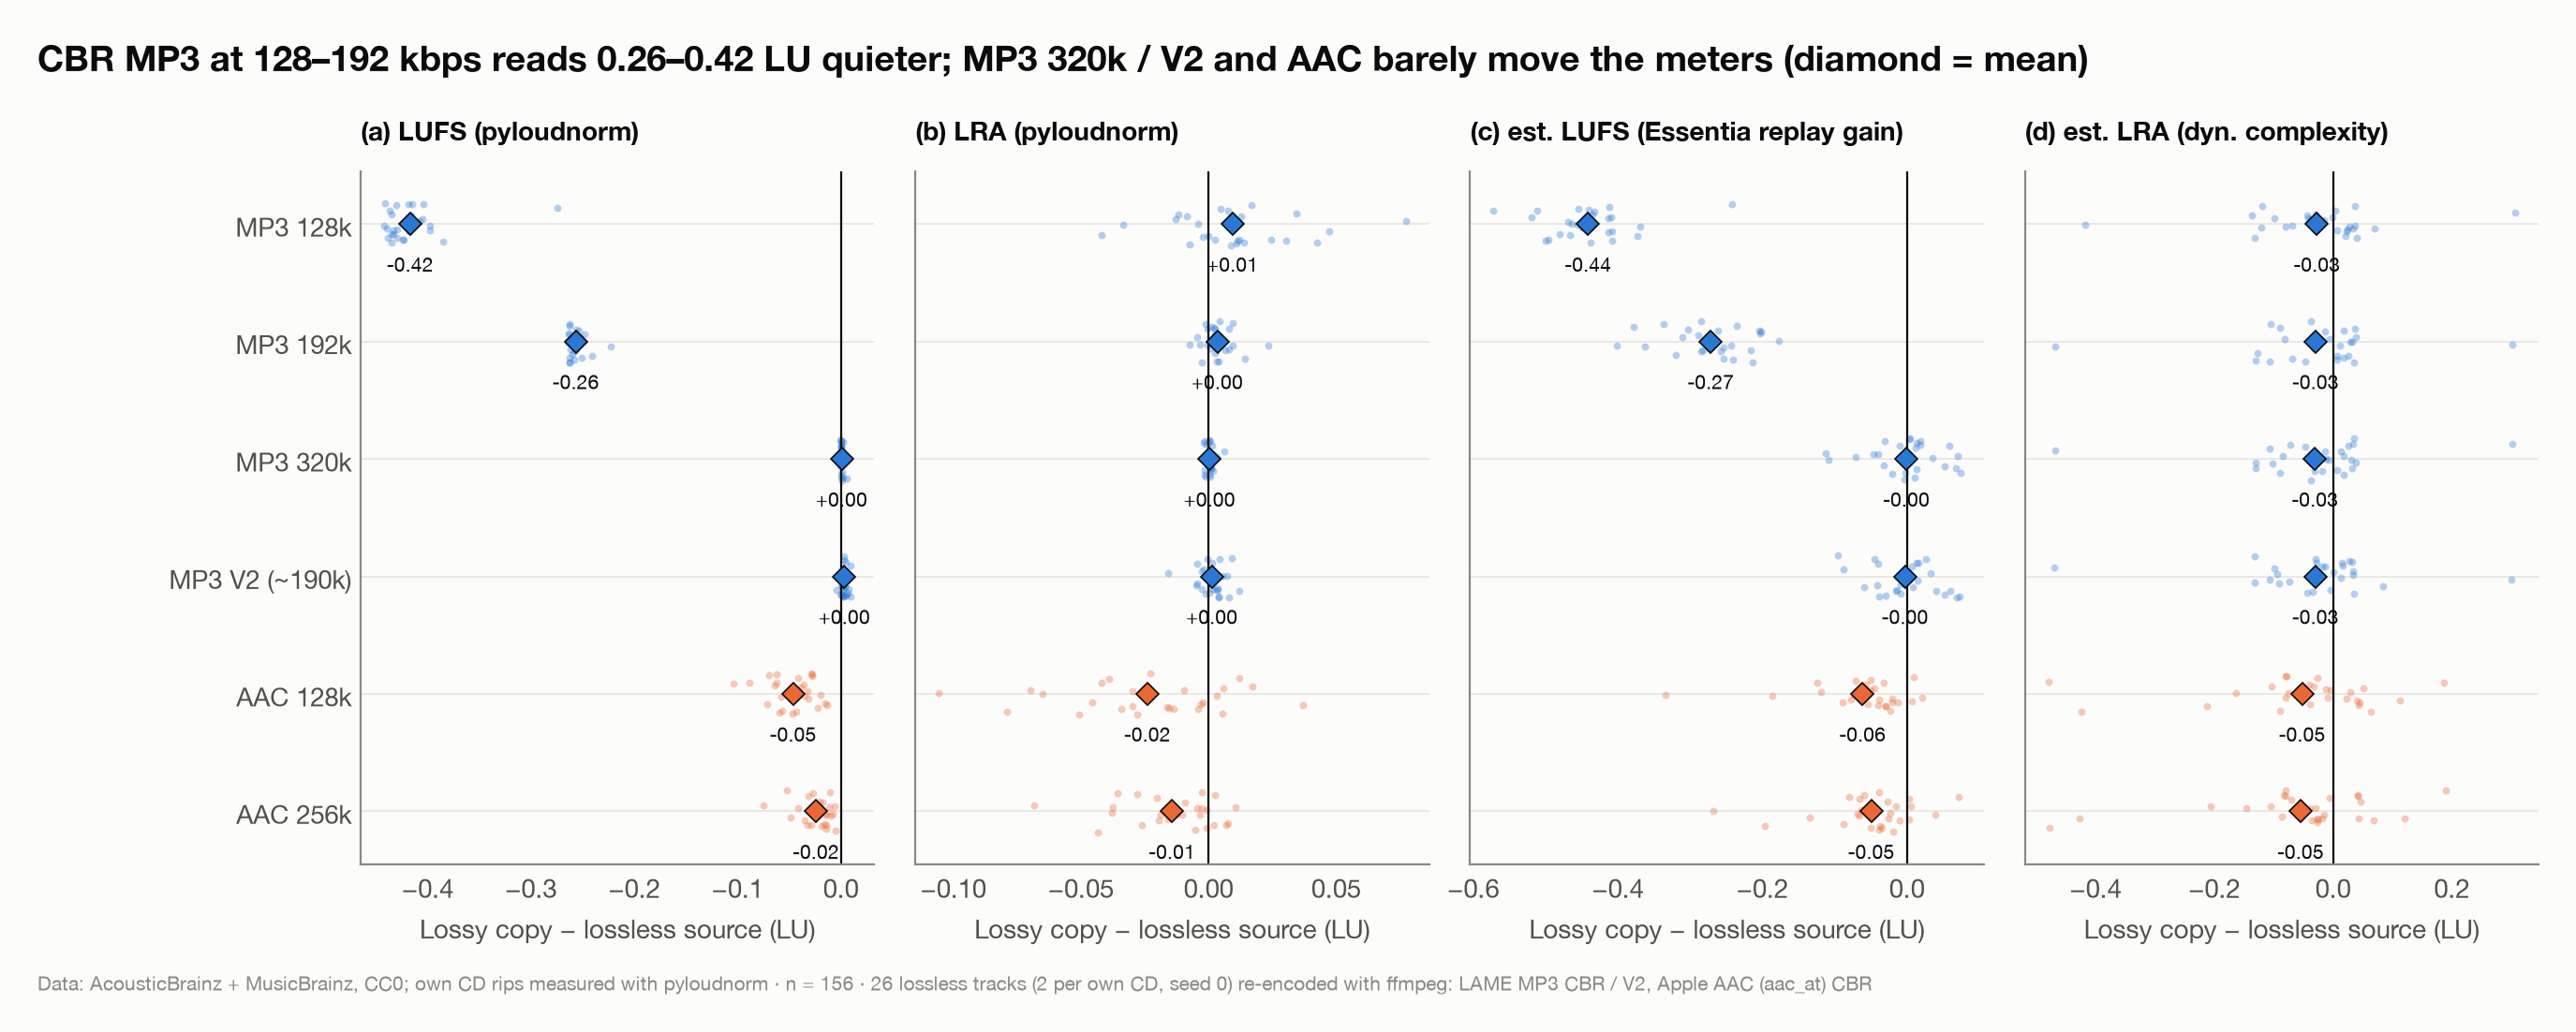 CBR MP3 at 128–192 kbps reads 0.26–0.42 LU quieter; MP3 320k / V2 and AAC barely move the meters (diamond = mean)
(a) LUFS (pyloudnorm)
(b) LRA (pyloudnorm)
(c) est. LUFS (Essentia replay gain)
(d) est. LRA (dyn. complexity)
MP3 128k
-0.42
+0.01
-0.44
-0.03
MP3 192k
-0.26
+0.00
-0.27
-0.03
MP3 320k
+0.00
+0.00
-0.00
-0.03
MP3 V2 (~190k)
+0.00
+0.00
-0.00
-0.03
AAC 128k
-0.05
-0.02
-0.06
-0.05
AAC 256k
-0.02
-0.01
-0.05
-0.05
−0.4 −0.3 −0.2 −0.1 0.0
−0.10 −0.05 0.00 0.05
−0.6 −0.4 −0.2 0.0
−0.4 −0.2 0.0 0.2
Lossy copy − lossless source (LU)
Lossy copy − lossless source (LU)
Lossy copy − lossless source (LU)
Lossy copy − lossless source (LU)
Data: AcousticBrainz + MusicBrainz, CC0; own CD rips measured with pyloudnorm · n = 156 · 26 lossless tracks (2 per own CD, seed 0) re-encoded with ffmpeg: LAME MP3 CBR / V2, Apple AAC (aac_at) CBR